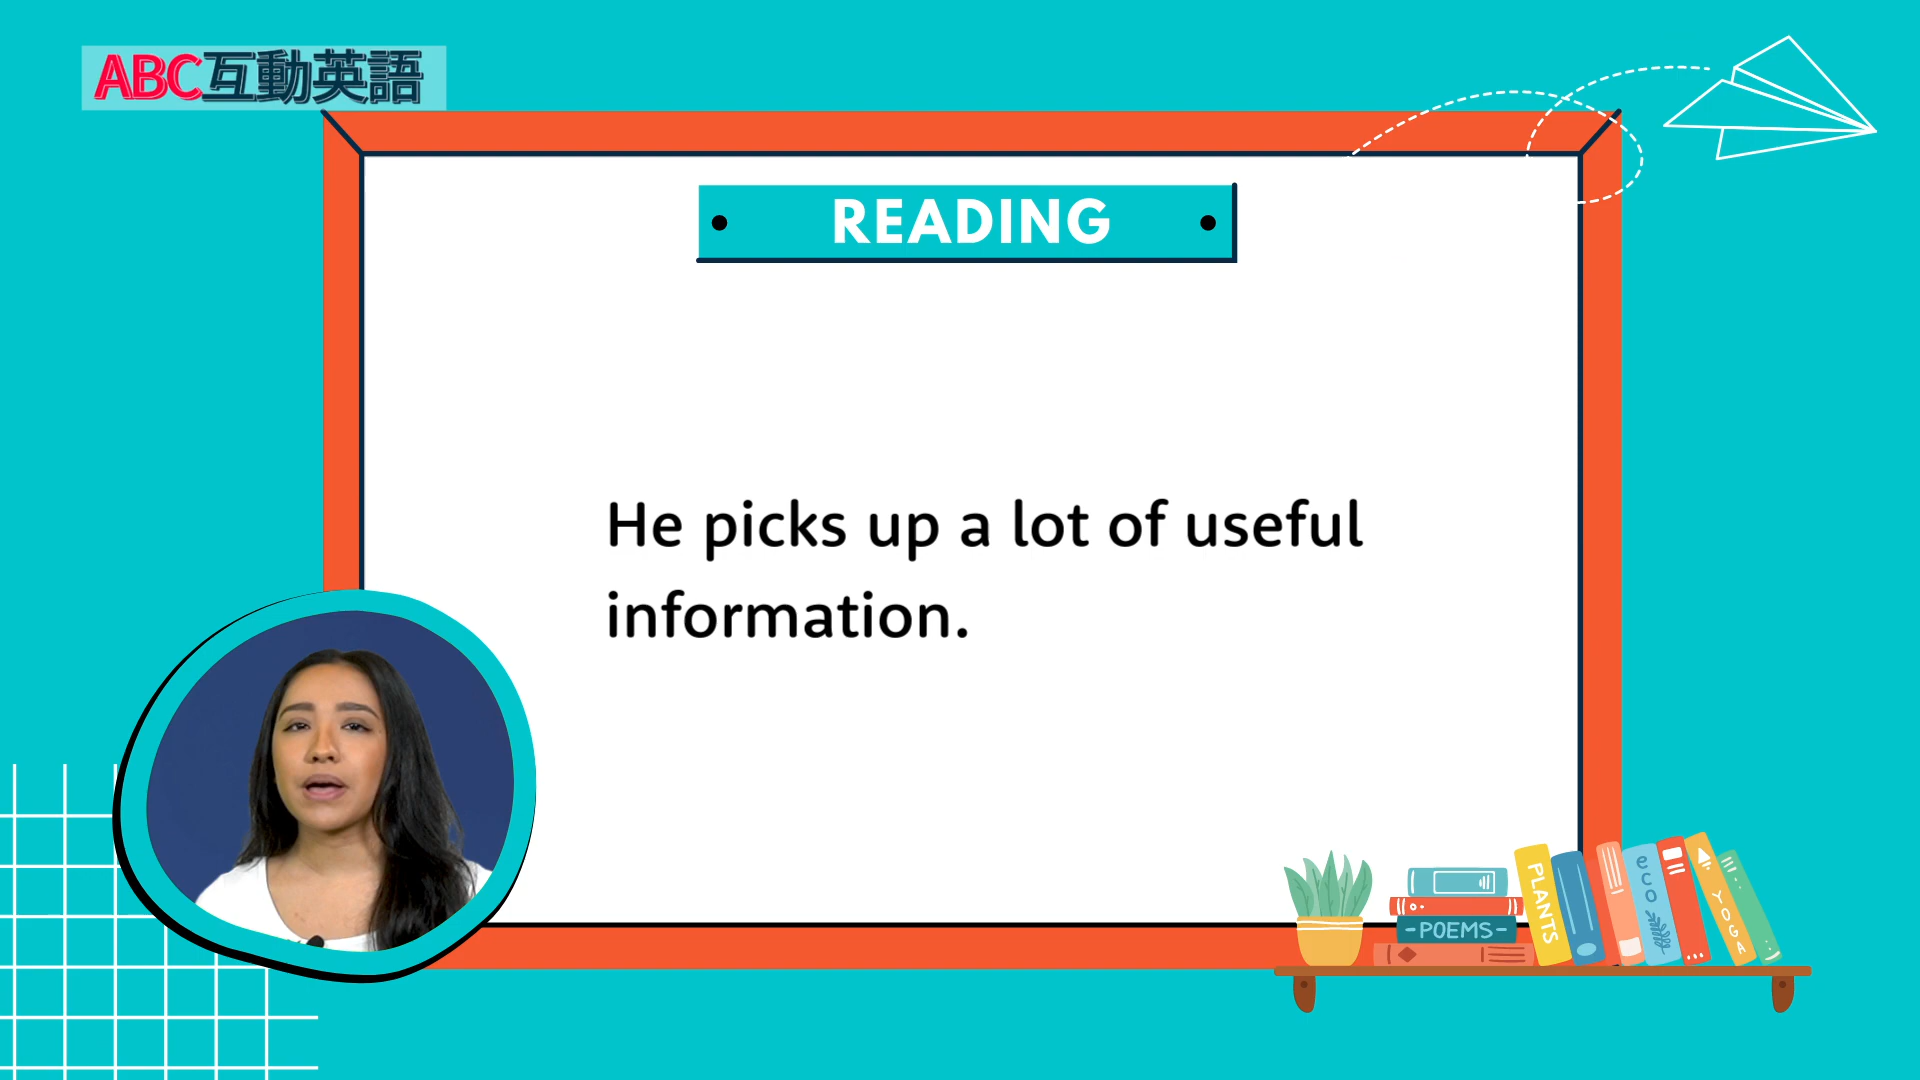 ABC互動英語
READING
He picks up a lot of useful
information.
PLANTS
eco
YOGA
POEMS